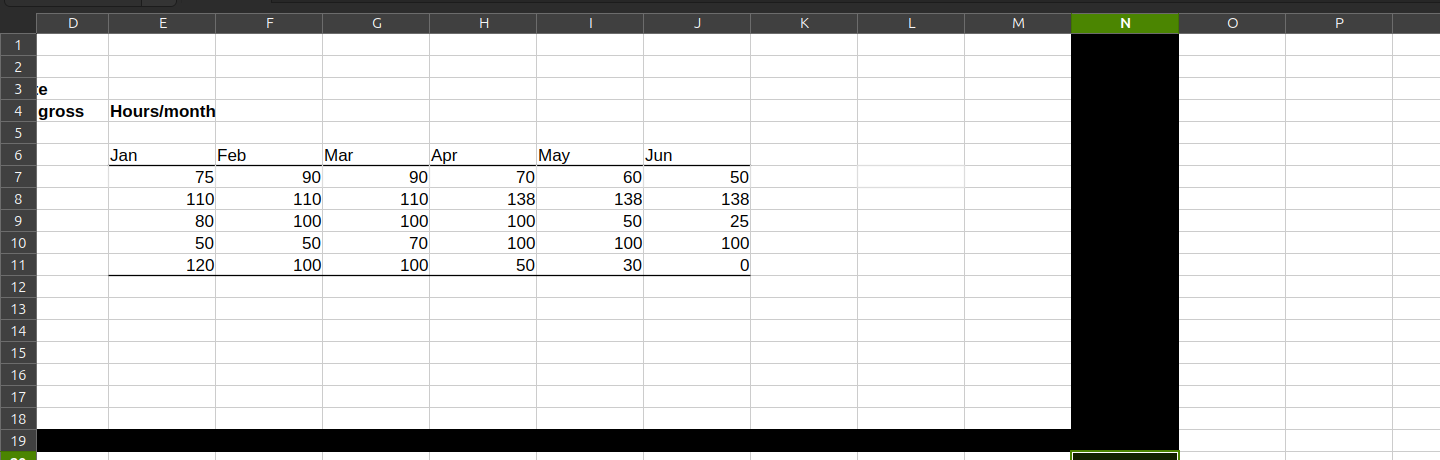 D E F G H I J K L M N O P
1
2
3 te
4 gross Hours/month
5
6 Jan Feb Mar Apr May Jun
7 75 90 90 70 60 50
8 110 110 110 138 138 138
9 80 100 100 100 50 25
10 50 50 70 100 100 100
11 120 100 100 50 30 0
12
13
14
15
16
17
18
19
20